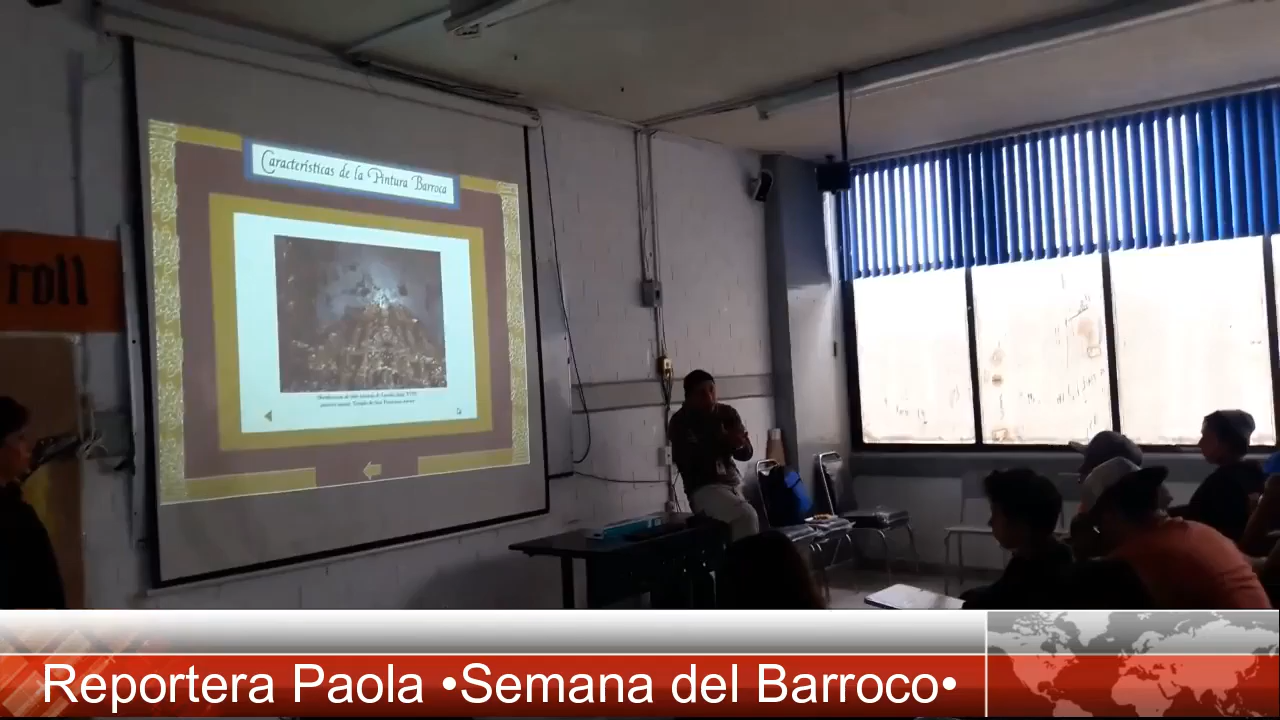 Características de la Pintura Barroca
roll
Reportera Paola •Semana del Barroco•